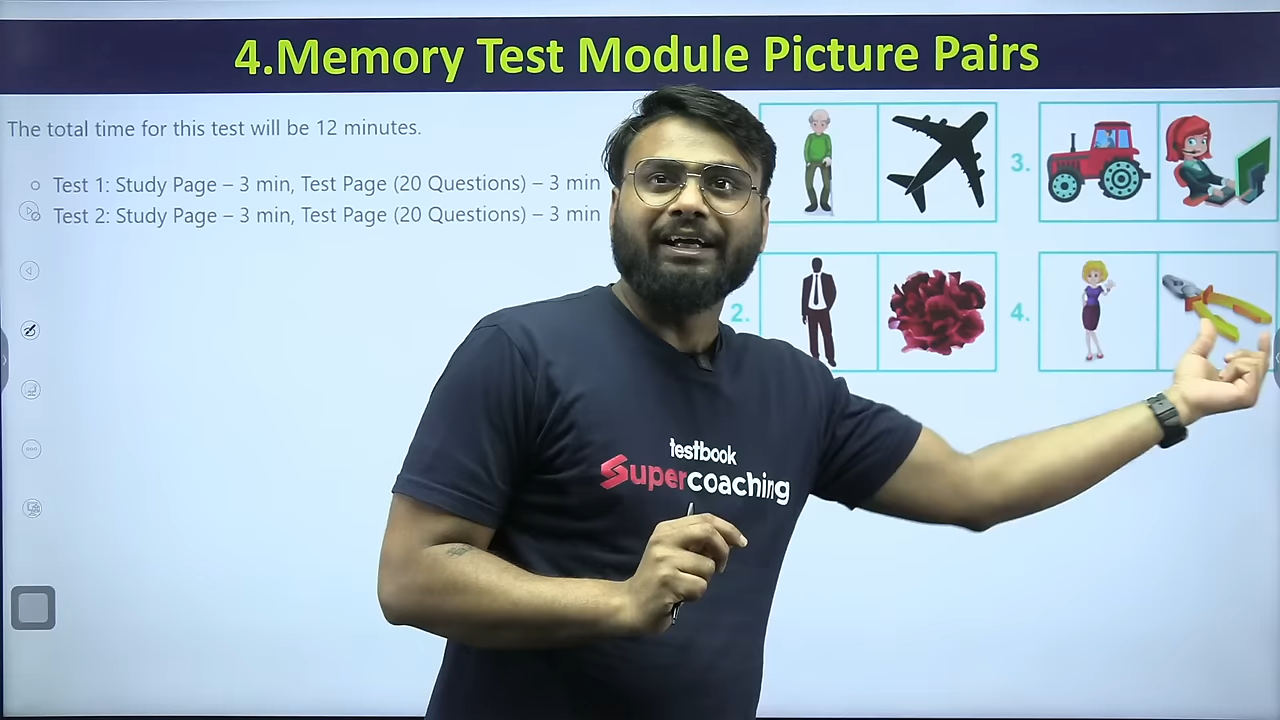 4.Memory Test Module Picture Pairs
The total time for this test will be 12 minutes.
Test 1: Study Page – 3 min, Test Page (20 Questions) – 3 min
Test 2: Study Page – 3 min, Test Page (20 Questions) – 3 min
3.
2.
4.
testbook
Supercoaching